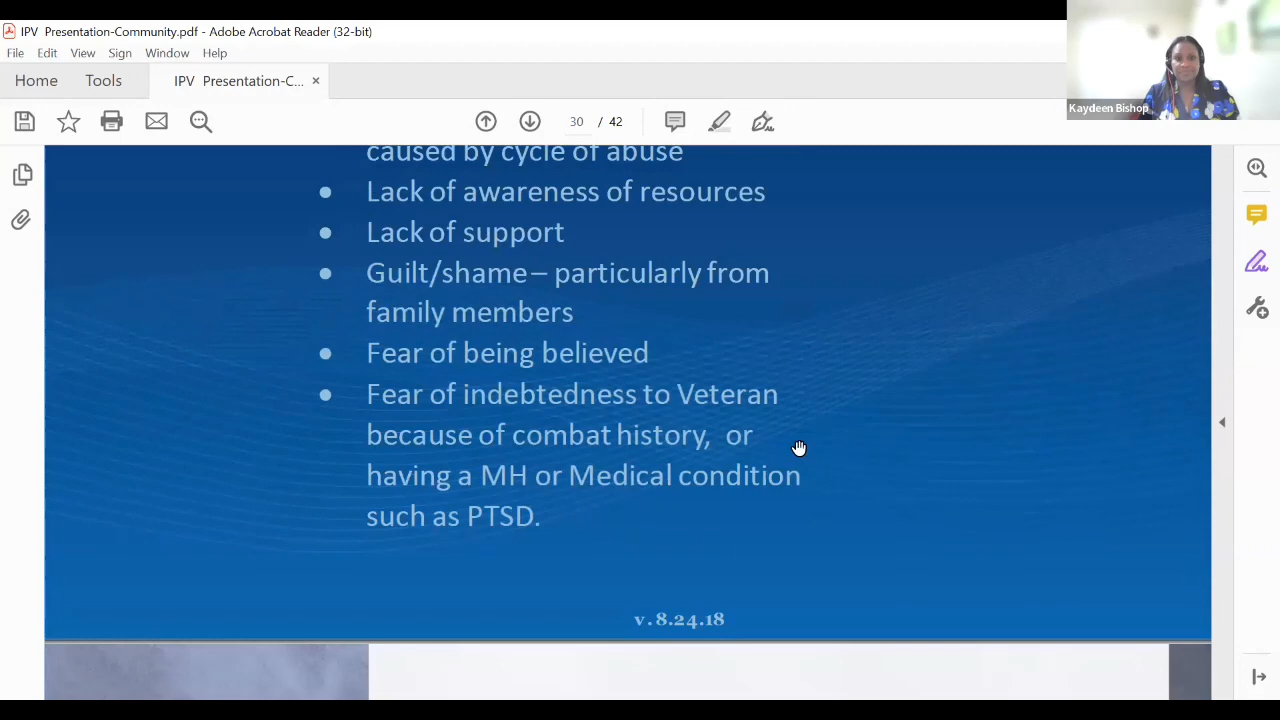 IPV  Presentation-Community.pdf - Adobe Acrobat Reader (32-bit)
File Edit View Sign Window Help
Home Tools IPV  Presentation-C... ×
30 / 42
Kaydeen Bishop
caused by cycle of abuse
• Lack of awareness of resources
• Lack of support
• Guilt/shame – particularly from
family members
• Fear of being believed
• Fear of indebtedness to Veteran
because of combat history,  or
having a MH or Medical condition
such as PTSD.
v.8.24.18